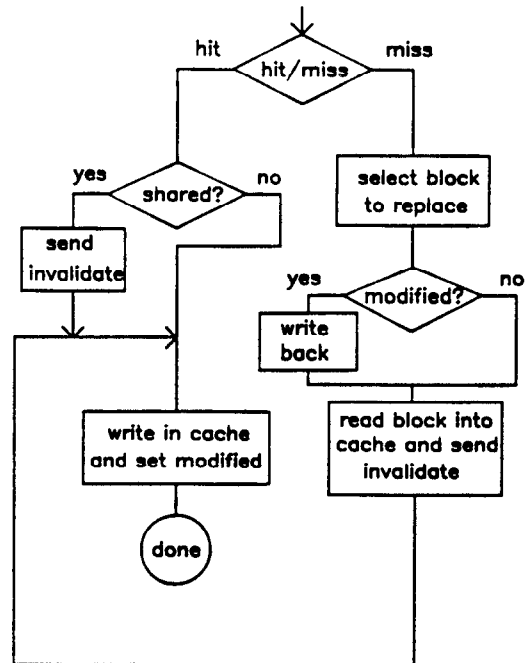 hit
miss
hit/miss
yes
shared?
no
select block
to replace
send
invalidate
yes
modified?
no
write
back
write in cache
and set modified
read block into
cache and send
invalidate
done